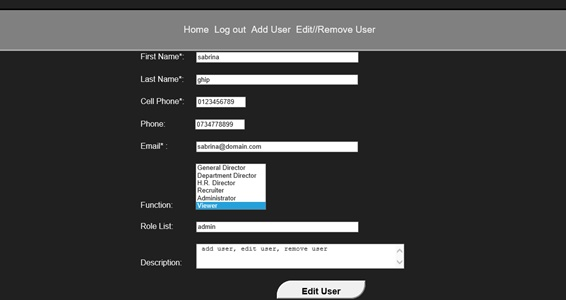 Home Log out Add User Edit//Remove User
First Name*: sabrina
Last Name*: ghip
Cell Phone*: 0123456789
Phone: 0734778899
Email* : sabrina@domain.com
General Director
Department Director
H.R. Director
Recruiter
Administrator
Function: Viewer
Role List: admin
add user, edit user, remove user
Description:
Edit User